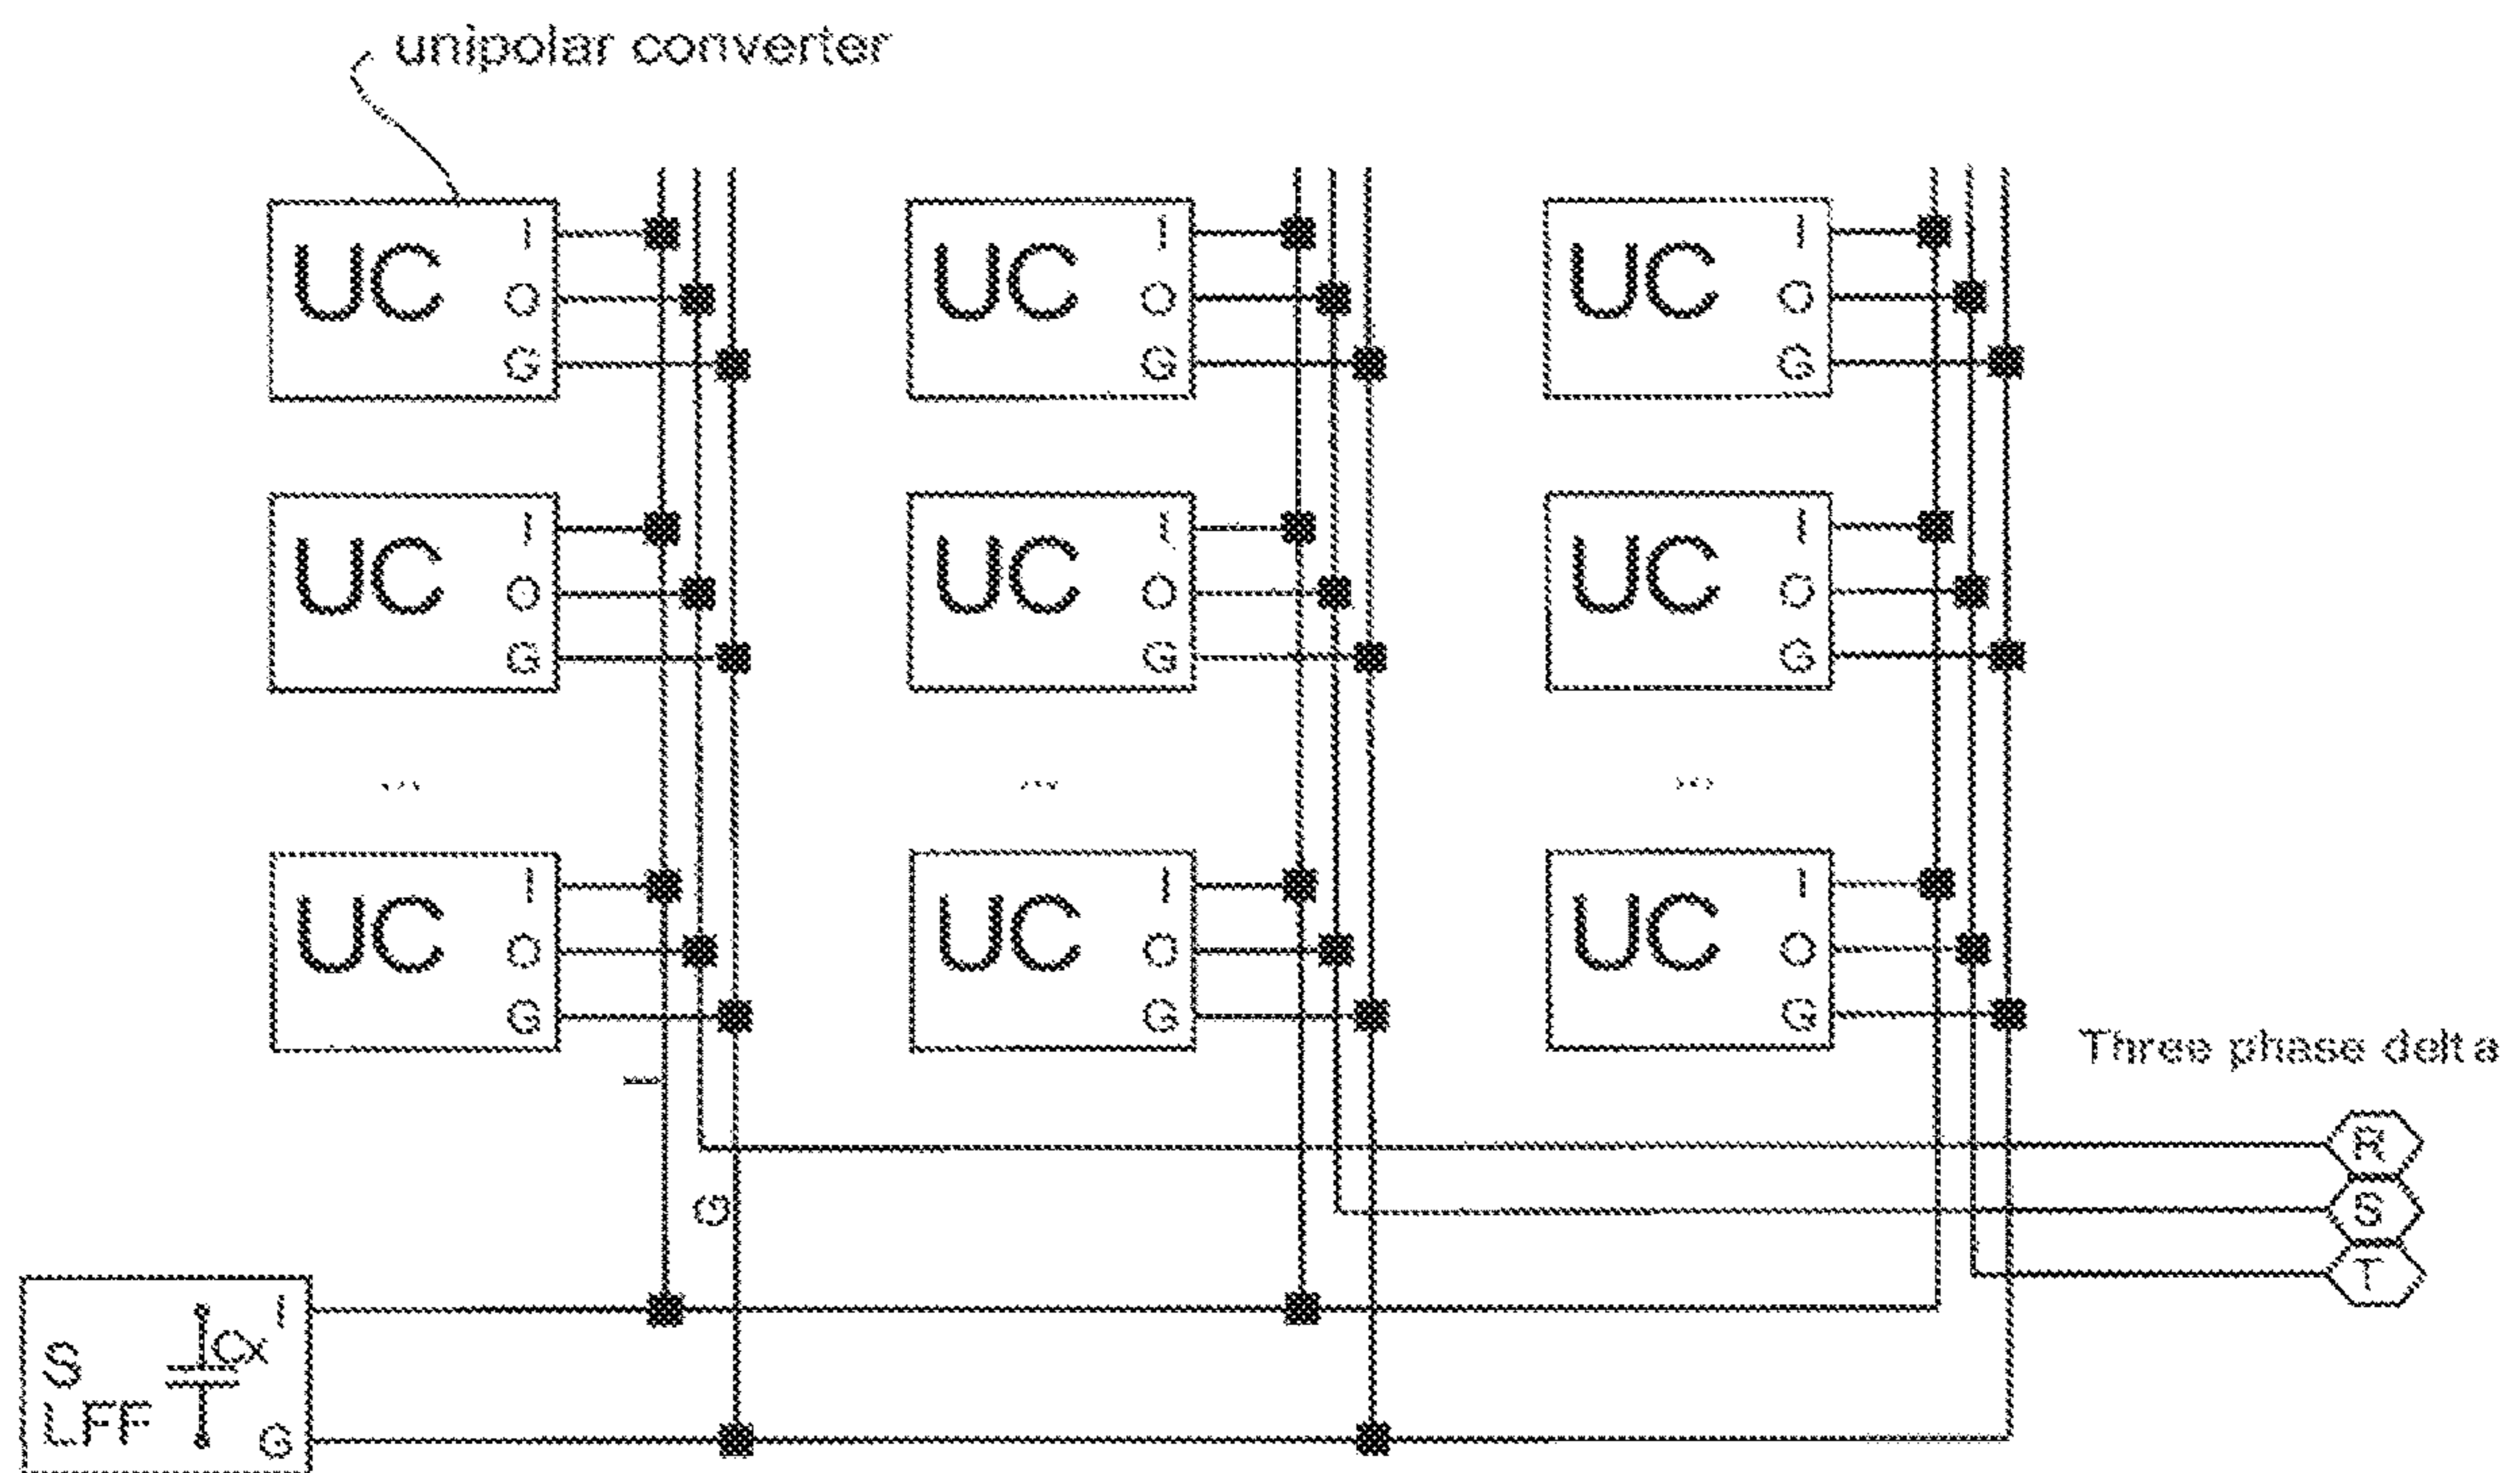 unipolar converter
UC I O G
UC I O G
UC I O G
UC I O G
UC I O G
UC I O G
...
...
...
UC I O G
UC I O G
UC I O G
I
Three phase delta
R
G
S
T
I
Cx
S
LFF
G